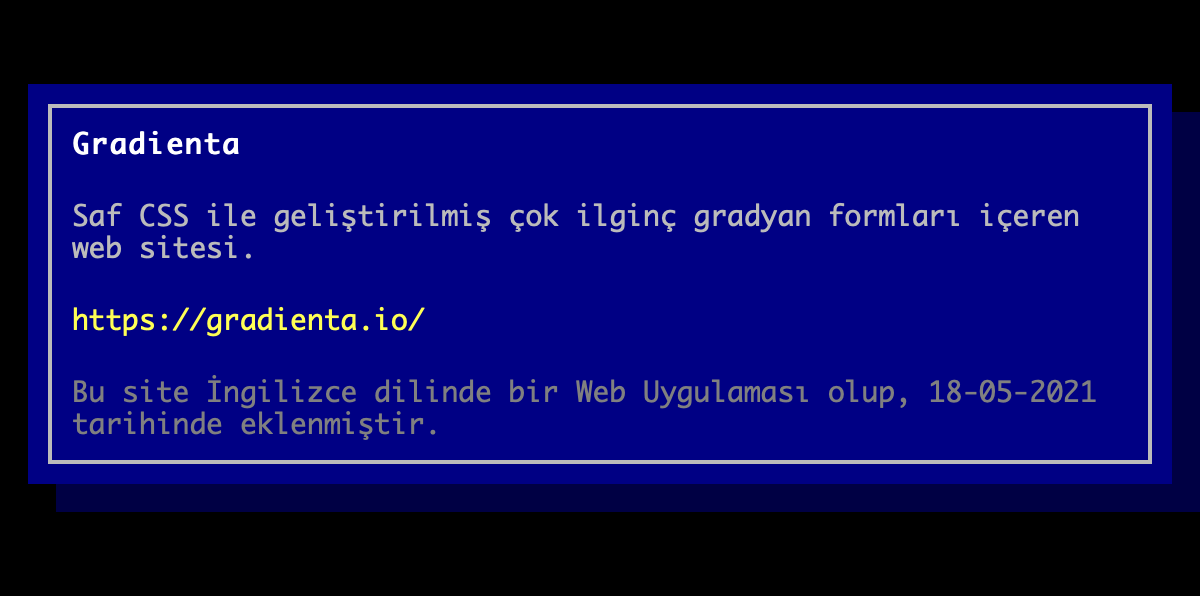 Gradienta
Saf CSS ile geliştirilmiş çok ilginç gradyan formları içeren
web sitesi.
https://gradienta.io/
Bu site İngilizce dilinde bir Web Uygulaması olup, 18-05-2021
tarihinde eklenmiştir.